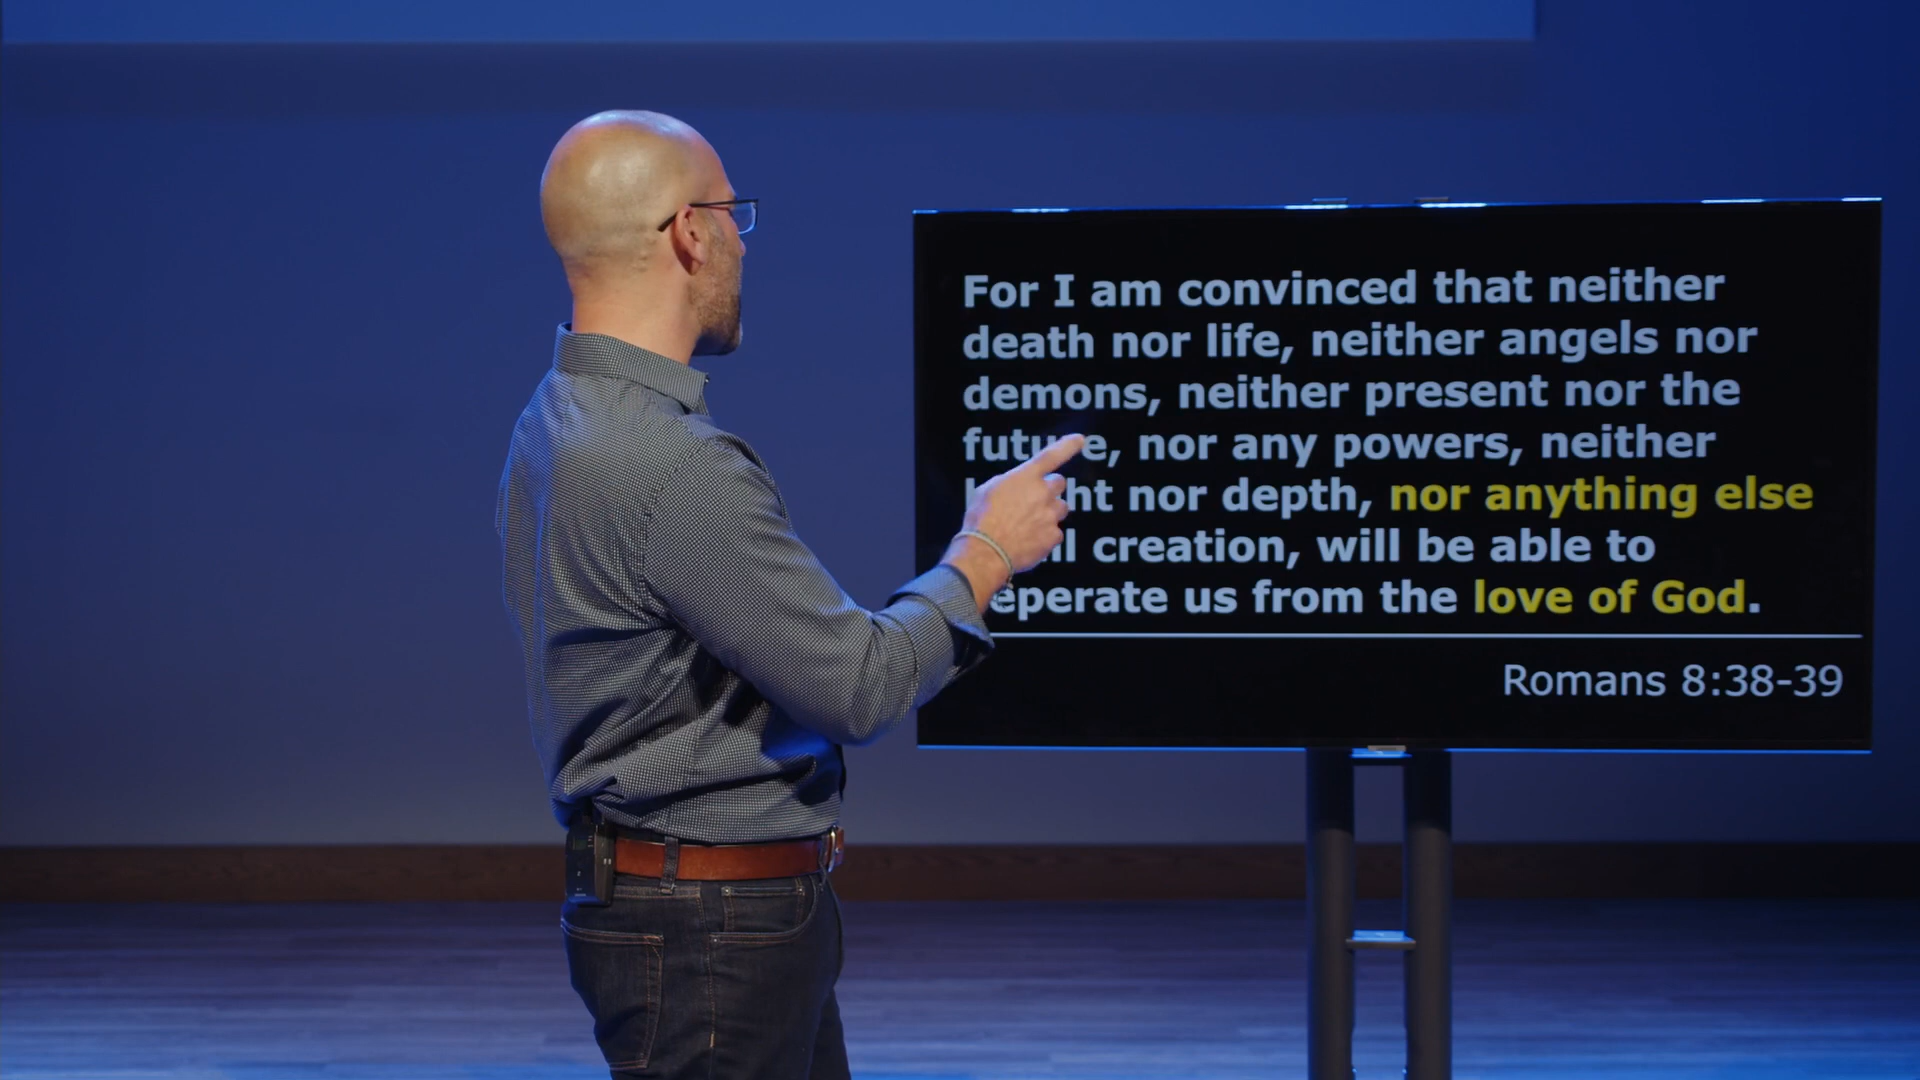 For I am convinced that neither
death nor life, neither angels nor
demons, neither present nor the
future, nor any powers, neither
nor depth, nor anything else
creation, will be able to
eperate us from the love of God.
Romans 8:38-39